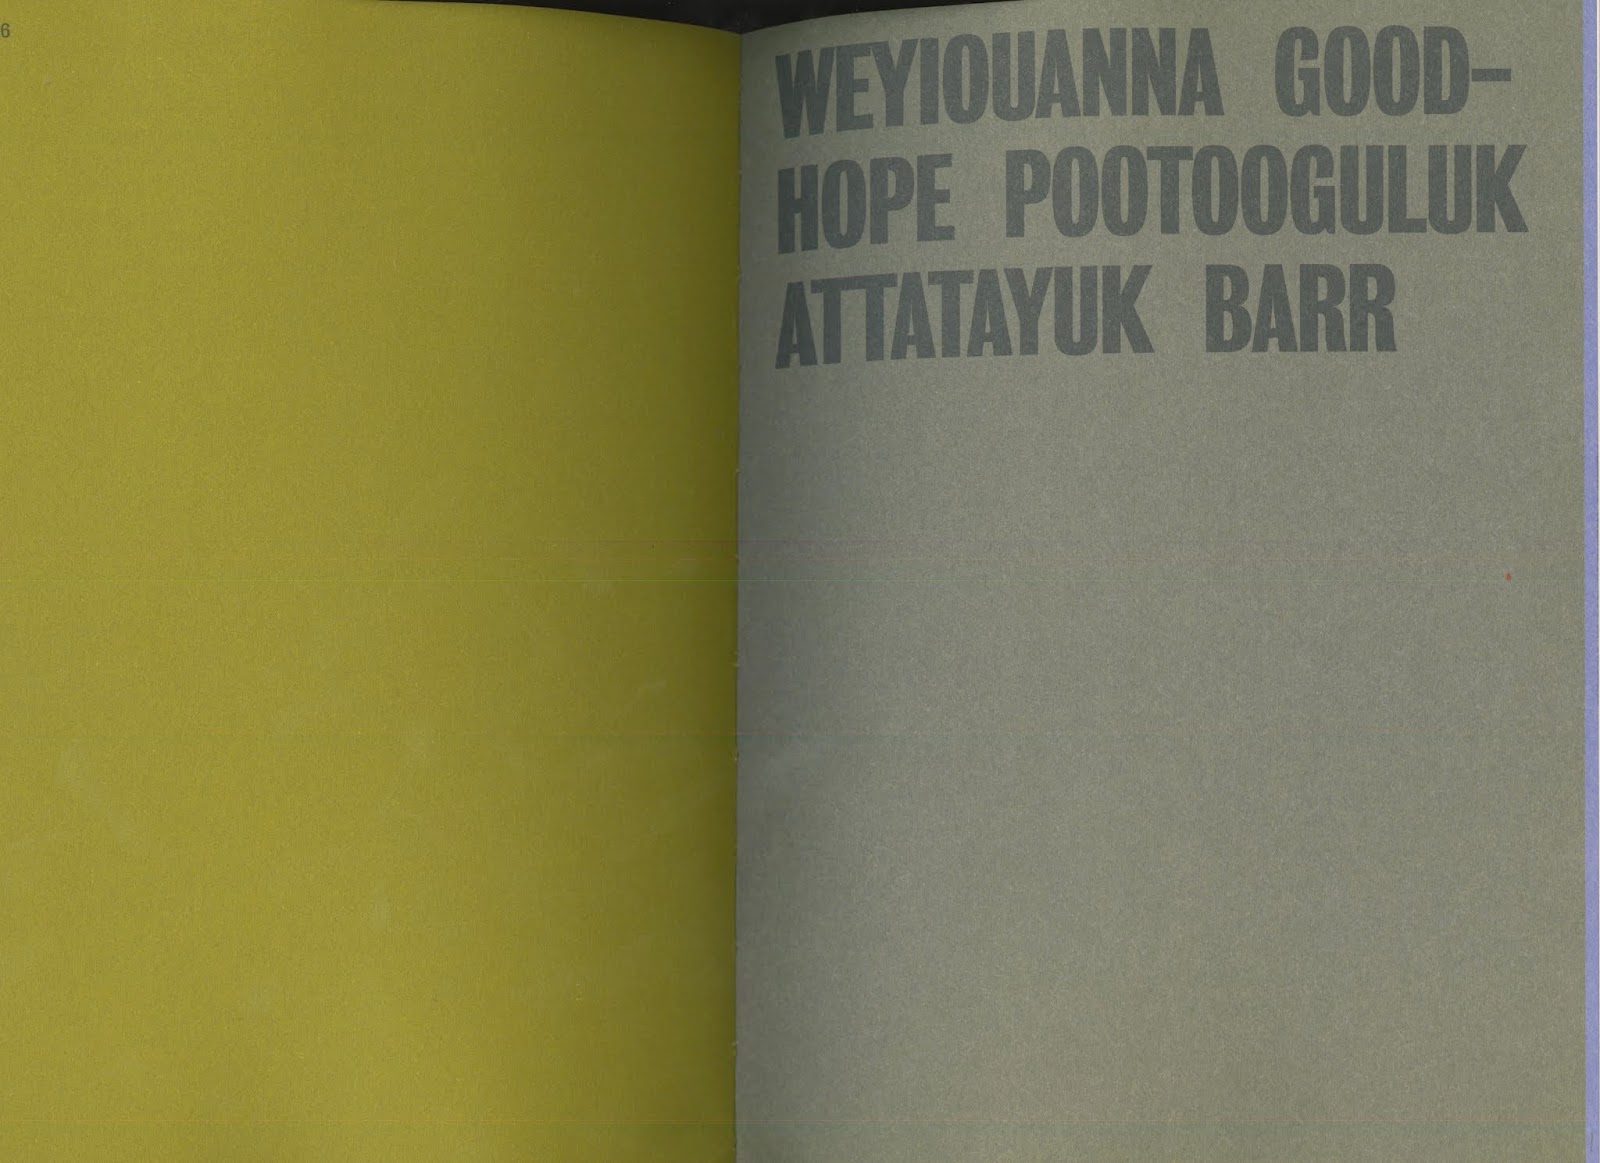 6
WEYIOUANNA GOOD–
HOPE POOTOOGULUK
ATTATAYUK BARR